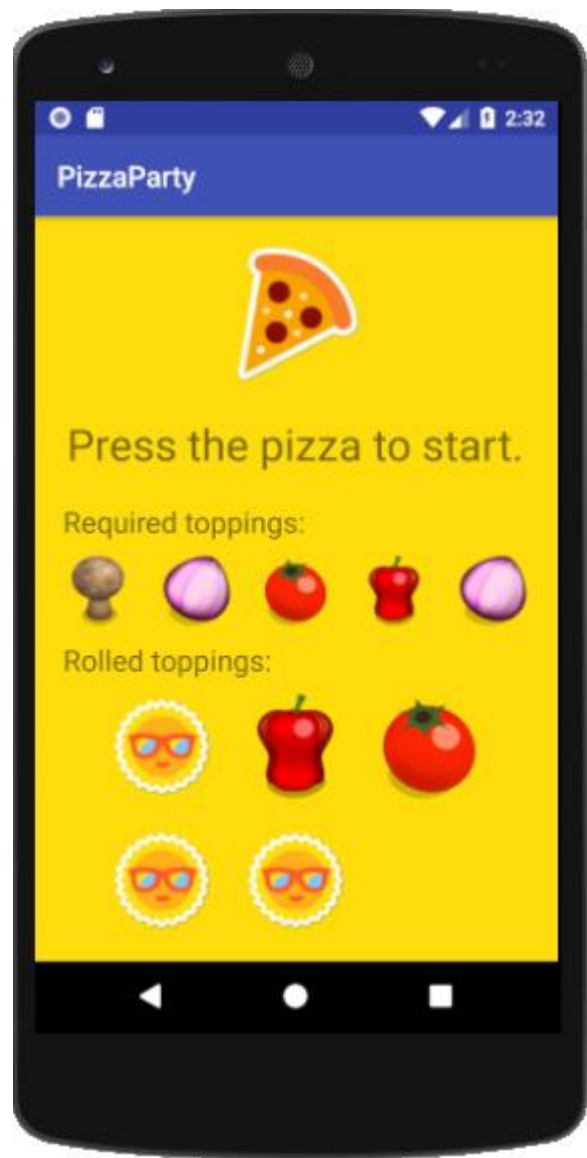 2:32
PizzaParty
Press the pizza to start.
Required toppings:
Rolled toppings: